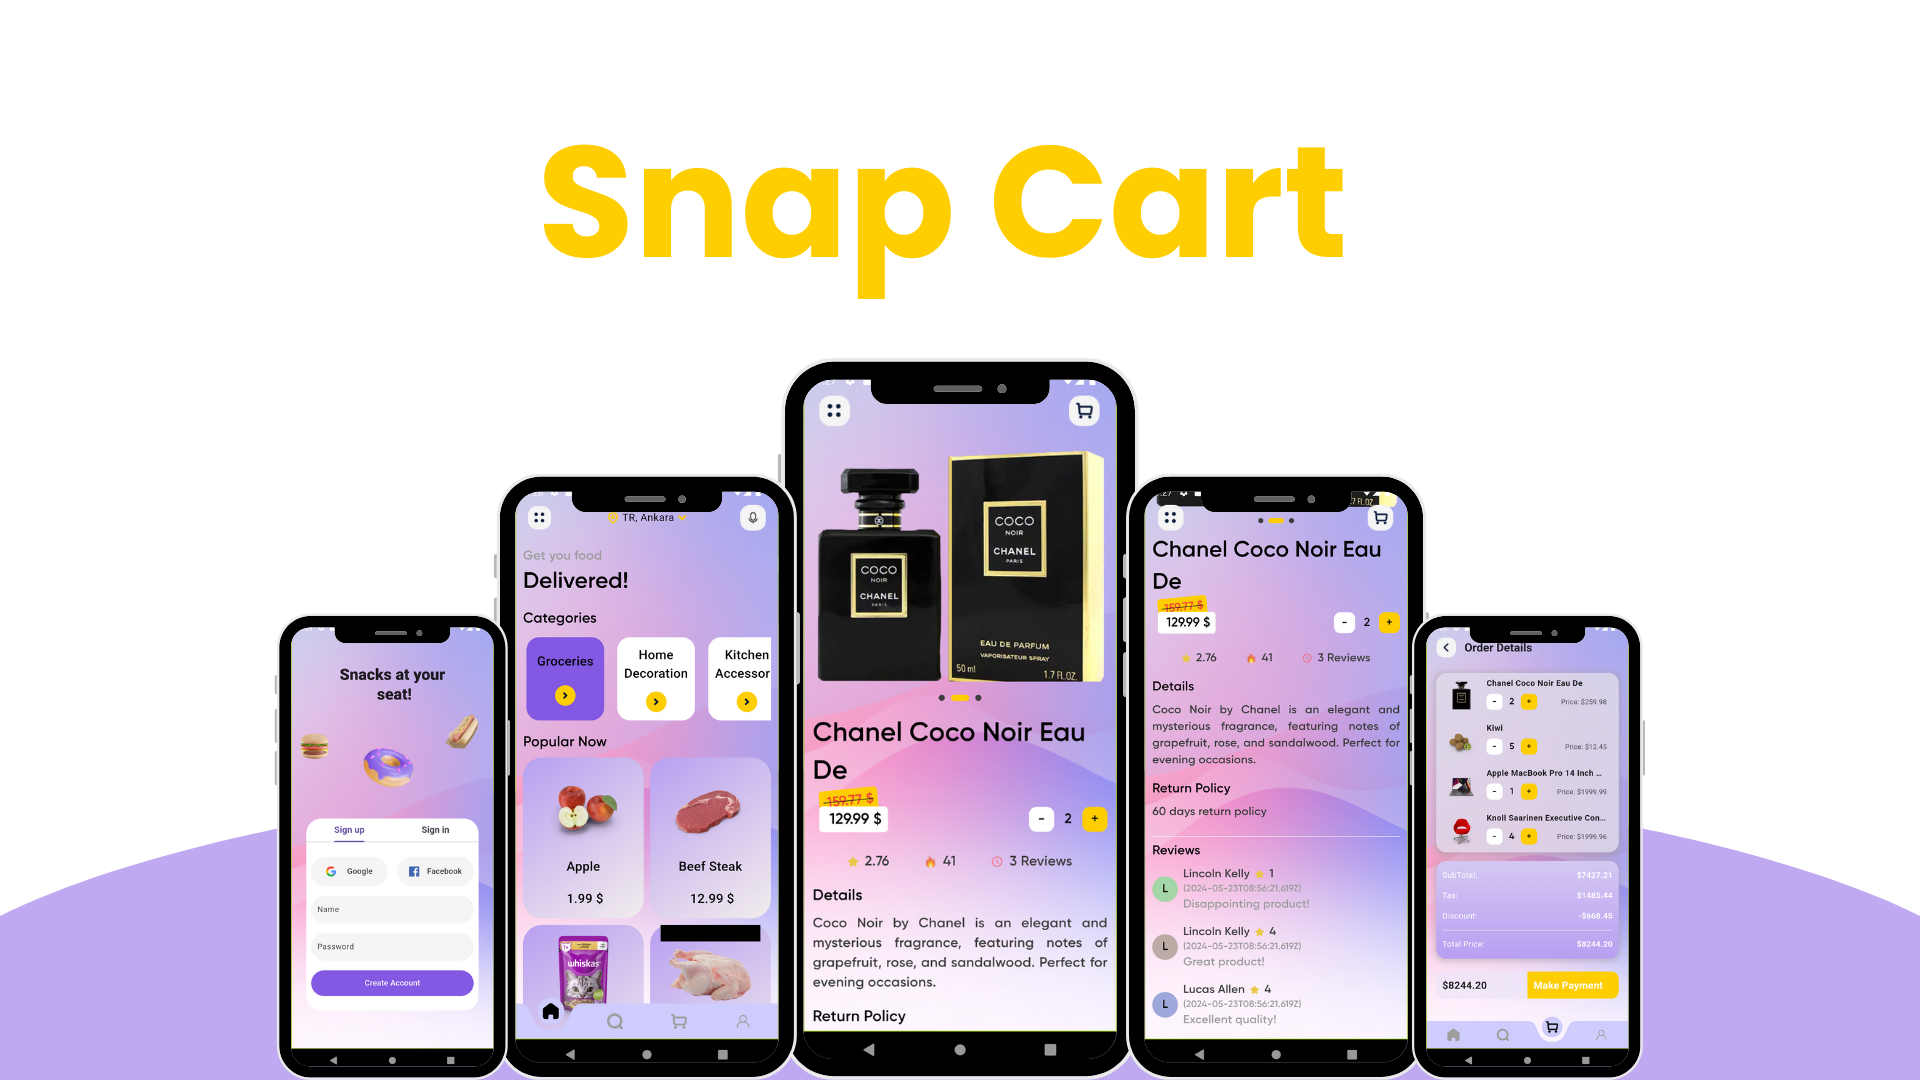 Snap Cart
Snacks at your
seat!
Sign up
Sign in
Google
Facebook
Name
Password
Create Account
TR, Ankara
Get you food
Delivered!
Categories
Groceries
Home
Decoration
Kitchen
Accessor
Popular Now
Apple
1.99 $
Beef Steak
12.99 $
whiskas
COCO
NOIR
CHANEL
PARIS
COCO
NOIR
CHANEL
PARIS
EAU DE PARFUM
VAPORISATEUR SPRAY
50 ml
1.7 FL.OZ.
Chanel Coco Noir Eau
De
159.77 $
129.99 $
-
2
+
2.76
41
3 Reviews
Details
Coco Noir by Chanel is an elegant and
mysterious fragrance, featuring notes of
grapefruit, rose, and sandalwood. Perfect for
evening occasions.
Return Policy
.7 FL.OZ
Chanel Coco Noir Eau
De
159.77 $
129.99 $
-
2
+
2.76
41
3 Reviews
Details
Coco Noir by Chanel is an elegant and
mysterious fragrance, featuring notes of
grapefruit, rose, and sandalwood. Perfect for
evening occasions.
Return Policy
60 days return policy
Reviews
L
Lincoln Kelly 1
(2024-05-23T08:56:21.619Z)
Disappointing product!
L
Lincoln Kelly 4
(2024-05-23T08:56:21.619Z)
Great product!
L
Lucas Allen 4
(2024-05-23T08:56:21.619Z)
Excellent quality!
Order Details
Chanel Coco Noir Eau De
- 2 + Price: $259.98
Kiwi
- 5 + Price: $12.45
Apple MacBook Pro 14 Inch ...
- 1 + Price: $1999.99
Knoll Saarinen Executive Con...
- 4 + Price: $1999.96
SubTotal: $7427.21
Tax: $1485.44
Discount: -$668.45
Total Price: $8244.20
$8244.20
Make Payment